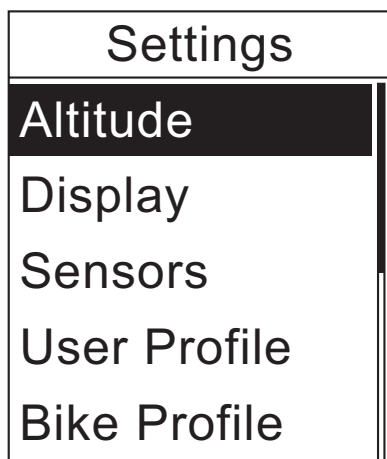 Settings
Altitude
Display
Sensors
User Profile
Bike Profile